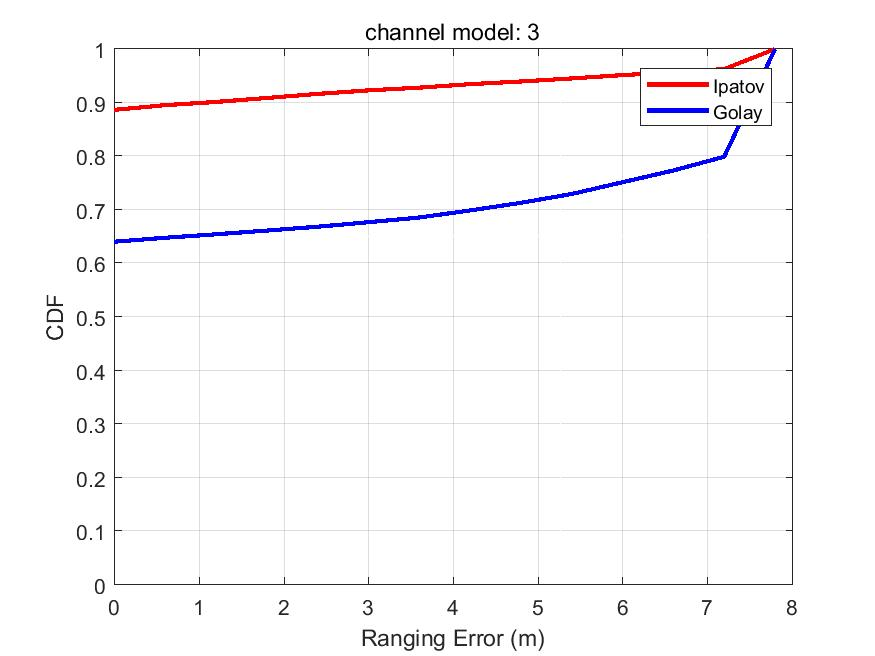 channel model: 3
1
0.9
0.8
0.7
0.6
0.5
0.4
0.3
0.2
0.1
0
CDF
Ipatov
Golay
0 1 2 3 4 5 6 7 8
Ranging Error (m)